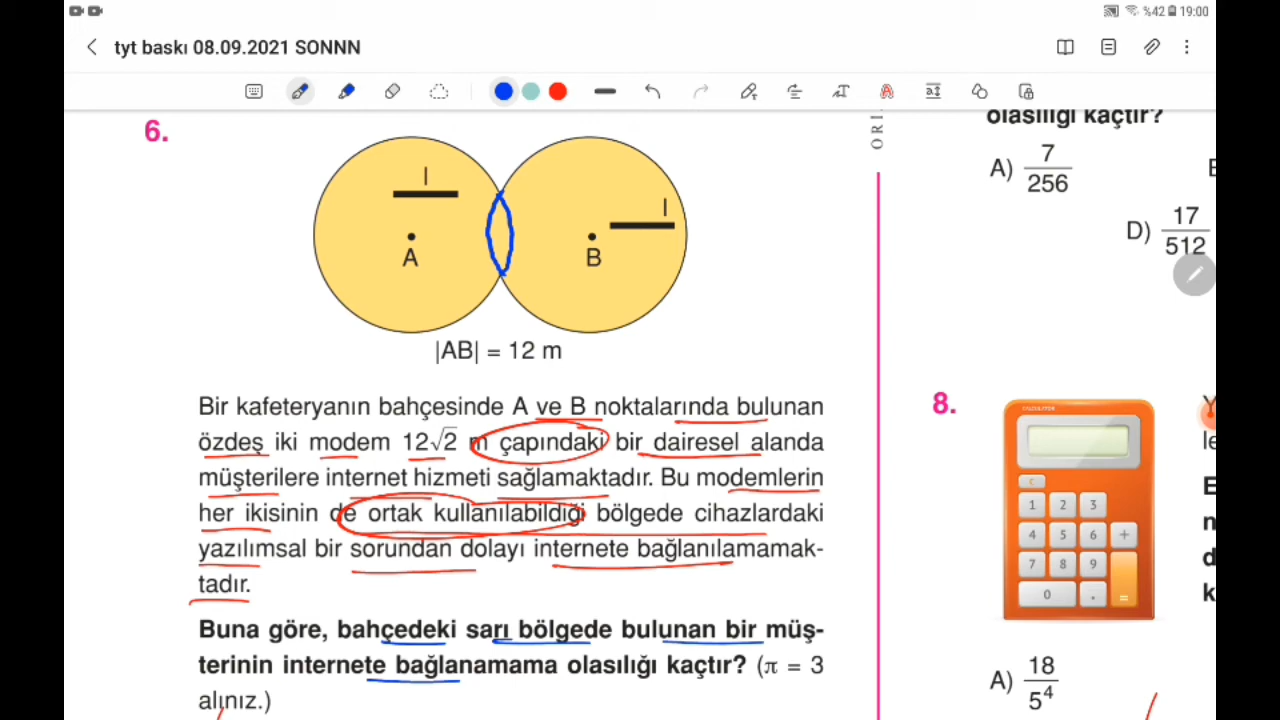 %42 19:00
tyt baskı 08.09.2021 SONNN
6.
A
B
|AB| = 12 m
Bir kafeteryanın bahçesinde A ve B noktalarında bulunan
özdeş iki modem 12√2 m çapındaki bir dairesel alanda
müşterilere internet hizmeti sağlamaktadır. Bu modemlerin
her ikisinin de ortak kullanılabildiği bölgede cihazlardaki
yazılımsal bir sorundan dolayı internete bağlanılamamak-
tadır.
Buna göre, bahçedeki sarı bölgede bulunan bir müş-
terinin internete bağlanamama olasılığı kaçtır? (π = 3
alınız.)
ORI
olasılığı kaçtır?
A) 7/256
D) 17/512
8.
C
1 2 3
4 5 6 +
7 8 9
0 . =
A) 18/5⁴